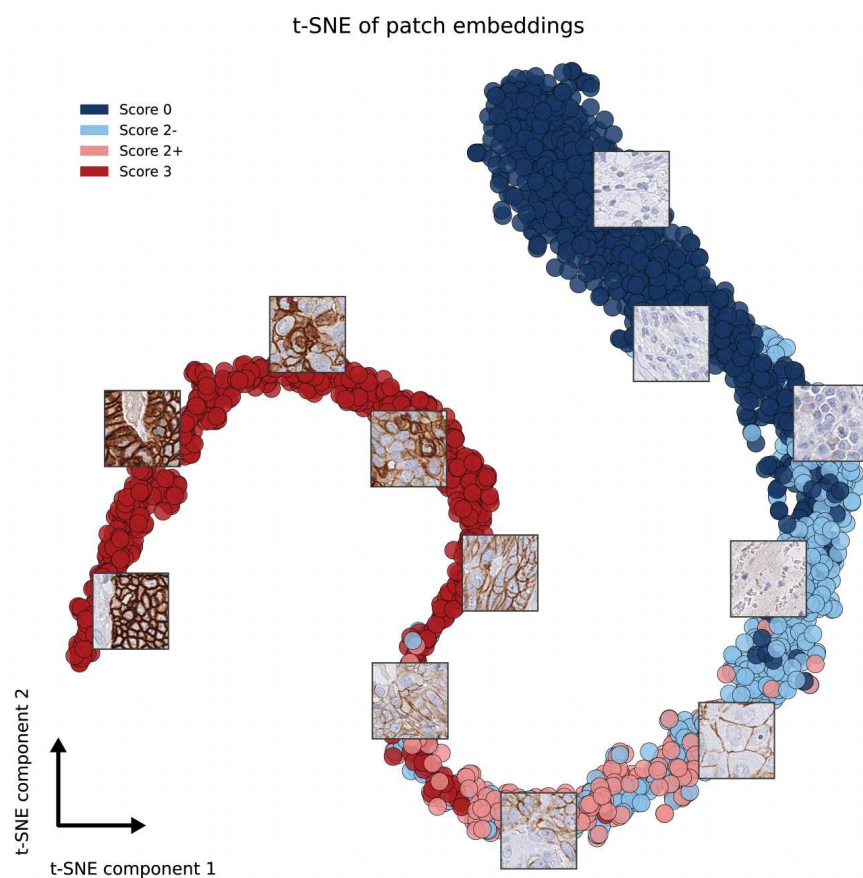 t-SNE of patch embeddings
Score 0
Score 2-
Score 2+
Score 3
t-SNE component 2
t-SNE component 1